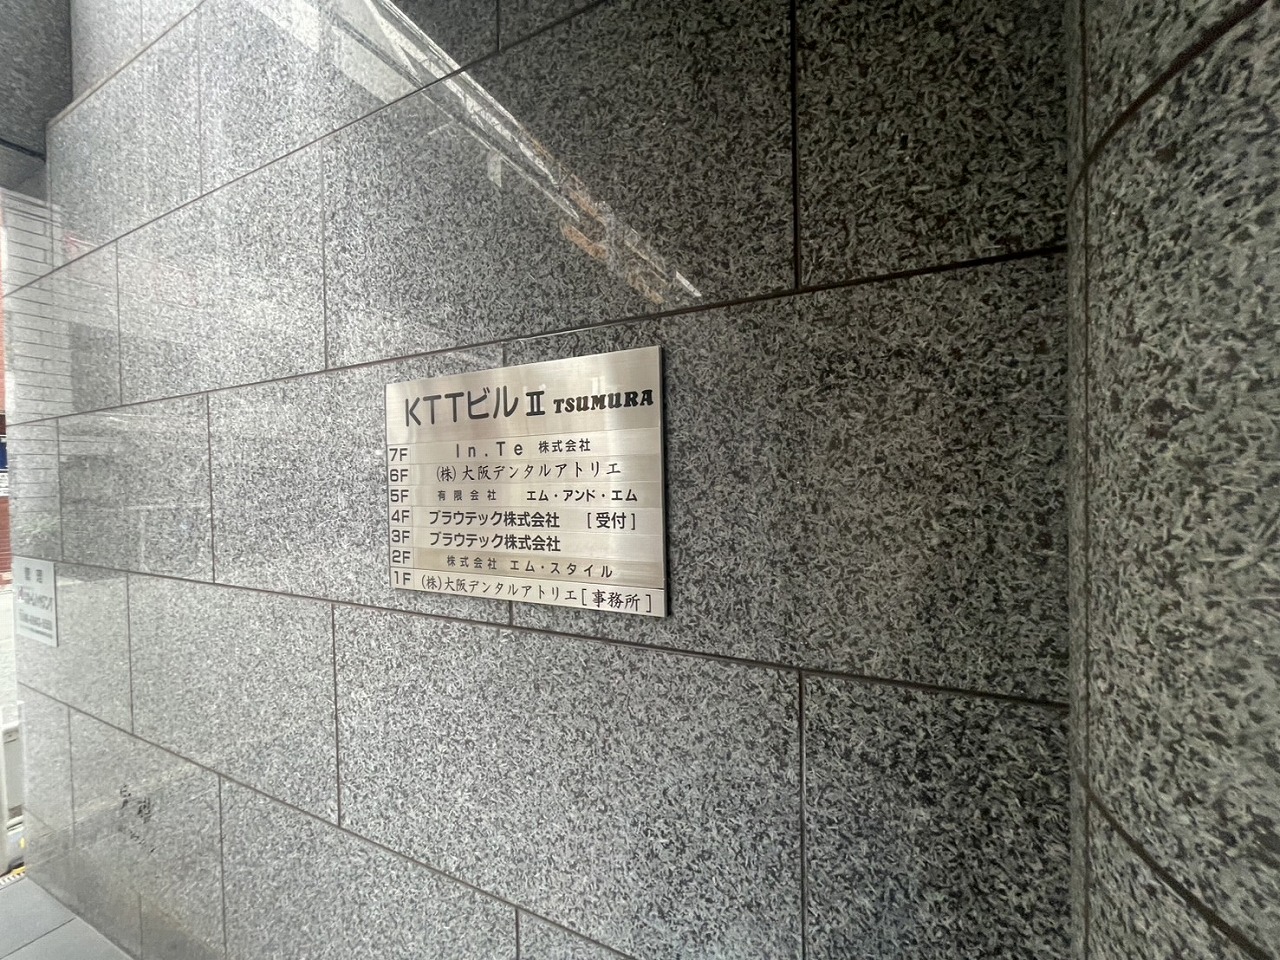 KTTビル II TSUMURA
7F In.Te 株式会社
6F (株)大阪デンタルアトリエ
5F 有限会社 エム・アンド・エム
4F ブラウテック株式会社 [受付]
3F ブラウテック株式会社
2F 株式会社 エム・スタイル
1F (株)大阪デンタルアトリエ[事務所]